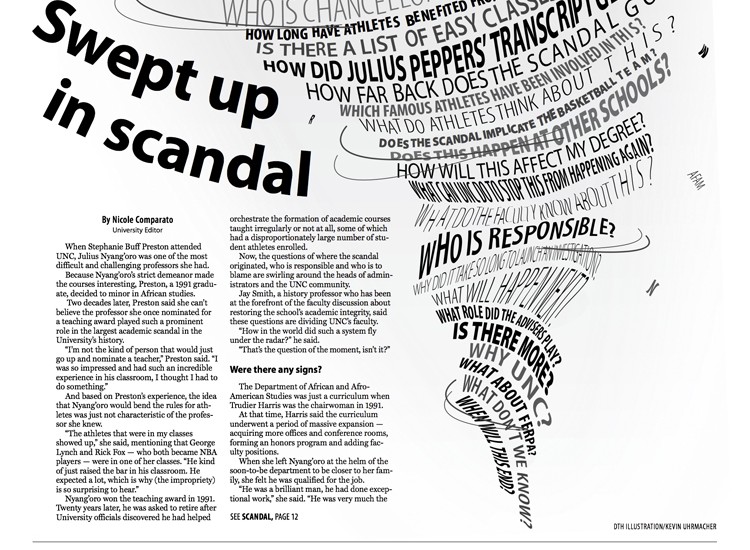 Swept up
in scandal
By Nicole Comparato
University Editor
When Stephanie Buff Preston attended
UNC, Julius Nyang’oro was one of the most
difficult and challenging professors she had.
Because Nyang’oro’s strict demeanor made
the courses interesting, Preston, a 1991 gradu-
ate, decided to minor in African studies.
Two decades later, Preston said she can’t
believe the professor she once nominated for
a teaching award played such a prominent
role in the largest academic scandal in the
University’s history.
“I’m not the kind of person that would just
go up and nominate a teacher,” Preston said. “I
was so impressed and had such an incredible
experience in his classroom, I thought I had to
do something.”
And based on Preston’s experience, the idea
that Nyang’oro would bend the rules for ath-
letes was just not characteristic of the profes-
sor she knew.
“The athletes that were in my classes
showed up,” she said, mentioning that George
Lynch and Rick Fox — who both became NBA
players — were in one of her classes. “He kind
of just raised the bar in his classroom. He
expected a lot, which is why (the impropriety)
is so surprising to hear.”
Nyang’oro won the teaching award in 1991.
Twenty years later, he was asked to retire after
University officials discovered he had helped
orchestrate the formation of academic courses
taught irregularly or not at all, some of which
had a disproportionately large number of stu-
dent athletes enrolled.
Now, the questions of where the scandal
originated, who is responsible and who is to
blame are swirling around the heads of admin-
istrators and the UNC community.
Jay Smith, a history professor who has been
at the forefront of the faculty discussion about
restoring the school’s academic integrity, said
these questions are dividing UNC’s faculty.
“How in the world did such a system fly
under the radar?” he said.
“That’s the question of the moment, isn’t it?”
Were there any signs?
The Department of African and Afro-
American Studies was just a curriculum when
Trudier Harris was the chairwoman in 1991.
At that time, Harris said the curriculum
underwent a period of massive expansion —
acquiring more offices and conference rooms,
forming an honors program and adding fac-
ulty positions.
When she left Nyang’oro at the helm of the
soon-to-be department to be closer to her fam-
ily, she felt he was qualified for the job.
“He was a brilliant man, he had done excep-
tional work,” she said. “He was very much the
SEE SCANDAL, PAGE 12
WHO IS CHANCELLOR
HOW LONG HAVE ATHLETES BENEFITED FROM
IS THERE A LIST OF EASY CLASSES
HOW DID JULIUS PEPPERS’ TRANSCRIPT GET
HOW FAR BACK DOES THE SCANDAL GO
WHICH FAMOUS ATHLETES HAVE BEEN INVOLVED IN THIS?
WHAT DO ATHLETES THINK ABOUT THIS?
DOES THE SCANDAL IMPLICATE THE BASKETBALL TEAM?
DOES THIS HAPPEN AT OTHER SCHOOLS?
HOW WILL THIS AFFECT MY DEGREE?
WHAT CAN UNC DO TO STOP THIS FROM HAPPENING AGAIN?
AFAM
WHAT DO THE FACULTY KNOW ABOUT THIS?
WHO IS RESPONSIBLE?
WHY DID IT TAKE SO LONG TO LAUNCH AN INVESTIGATION?
WHAT WILL HAPPEN NEXT?
WHAT ROLE DID THE ADVISERS PLAY?
IS THERE MORE?
WHY UNC?
WHAT ABOUT FERPA?
WHAT DON’T WE KNOW?
WHEN WILL THIS END?
DTH ILLUSTRATION/KEVIN UHRMACHER